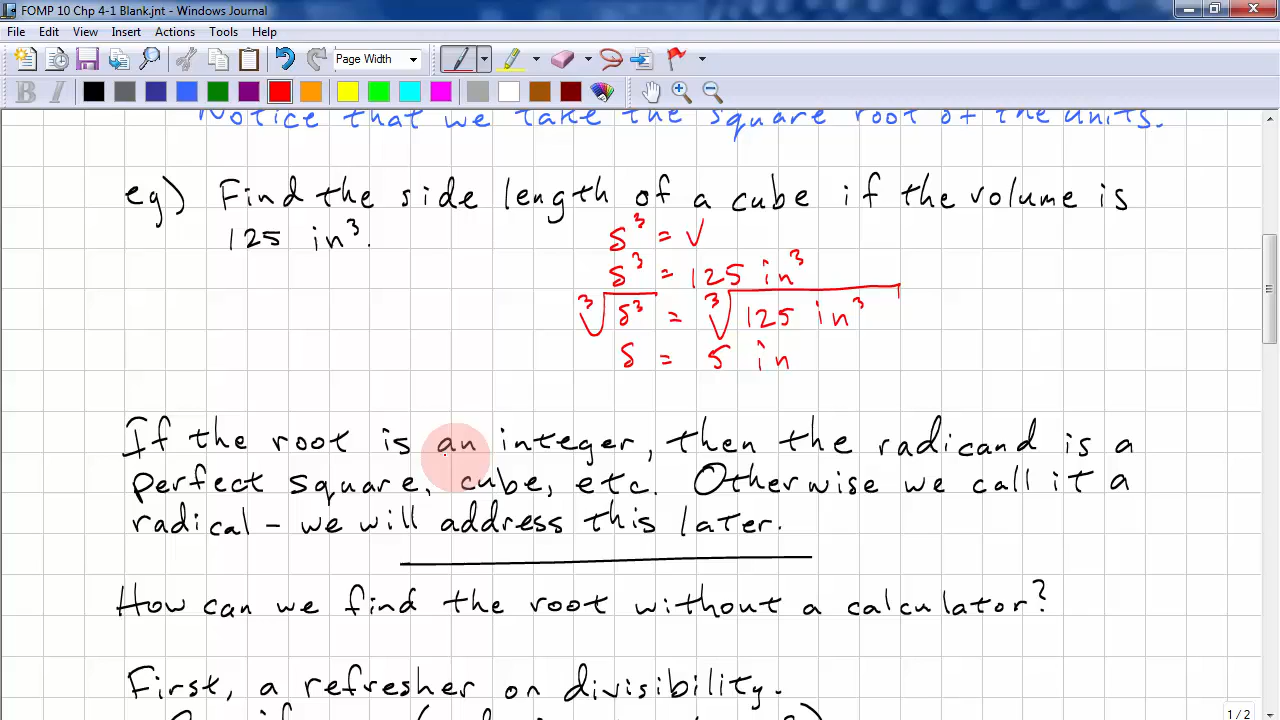 FOMP 10 Chp 4-1 Blank.jnt - Windows Journal
File Edit View Insert Actions Tools Help
Page Width
B I
Notice that we take the square root of the units.
eg) Find the side length of a cube if the volume is
125 in³.
s³ = V
s³ = 125 in³
∛s³ = ∛125 in³
s = 5 in
If the root is an integer, then the radicand is a
perfect square, cube, etc. Otherwise we call it a
radical - we will address this later.
How can we find the root without a calculator?
First, a refresher on divisibility.
1/2